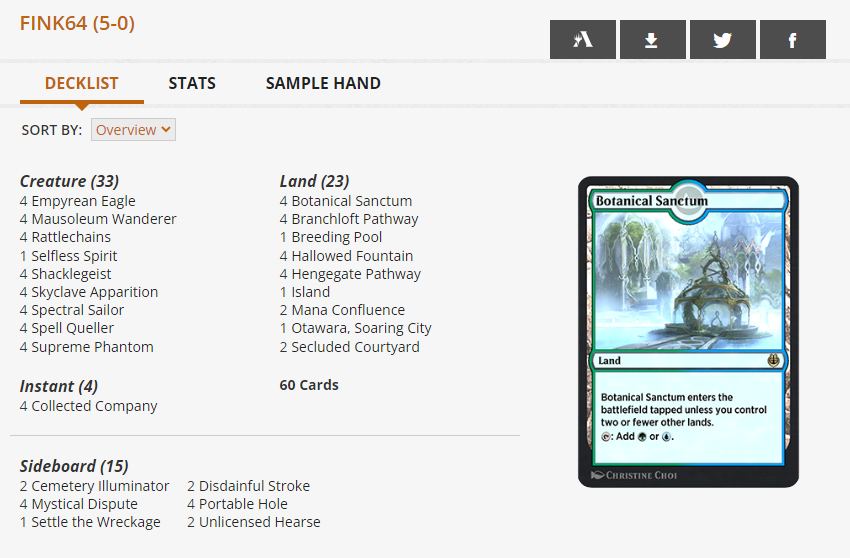 FINK64 (5-0)
DECKLIST
STATS
SAMPLE HAND
SORT BY: Overview
Creature (33)
4 Empyrean Eagle
4 Mausoleum Wanderer
4 Rattlechains
1 Selfless Spirit
4 Shacklegeist
4 Skyclave Apparition
4 Spectral Sailor
4 Spell Queller
4 Supreme Phantom
Instant (4)
4 Collected Company
Land (23)
4 Botanical Sanctum
4 Branchloft Pathway
1 Breeding Pool
4 Hallowed Fountain
4 Hengegate Pathway
1 Island
2 Mana Confluence
1 Otawara, Soaring City
2 Secluded Courtyard
60 Cards
Sideboard (15)
2 Cemetery Illuminator
4 Mystical Dispute
1 Settle the Wreckage
2 Disdainful Stroke
4 Portable Hole
2 Unlicensed Hearse
Botanical Sanctum
Land
Botanical Sanctum enters the
battlefield tapped unless you control
two or fewer other lands.
: Add or .
Christine Choi